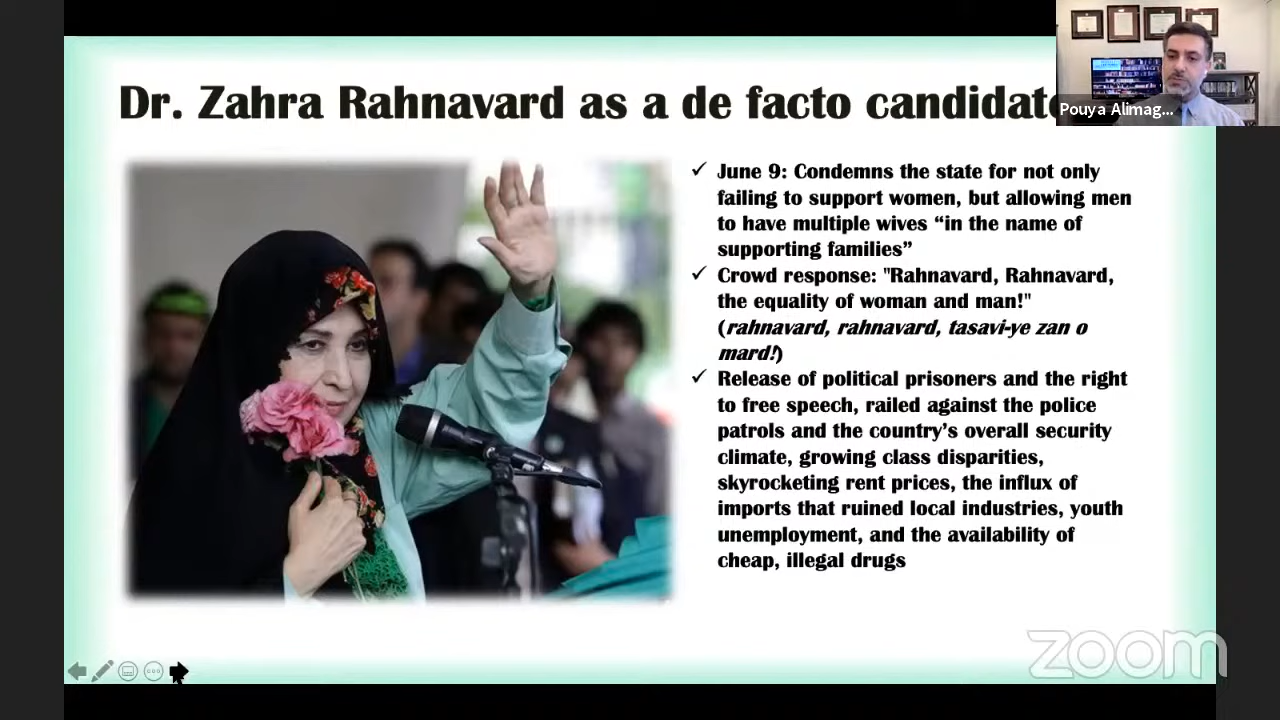 Dr. Zahra Rahnavard as a de facto candidate
Pouya Alimag...
June 9: Condemns the state for not only
failing to support women, but allowing men
to have multiple wives “in the name of
supporting families”
Crowd response: "Rahnavard, Rahnavard,
the equality of woman and man!"
(rahnavard, rahnavard, tasavi-ye zan o
mard!)
Release of political prisoners and the right
to free speech, railed against the police
patrols and the country’s overall security
climate, growing class disparities,
skyrocketing rent prices, the influx of
imports that ruined local industries, youth
unemployment, and the availability of
cheap, illegal drugs
zoom